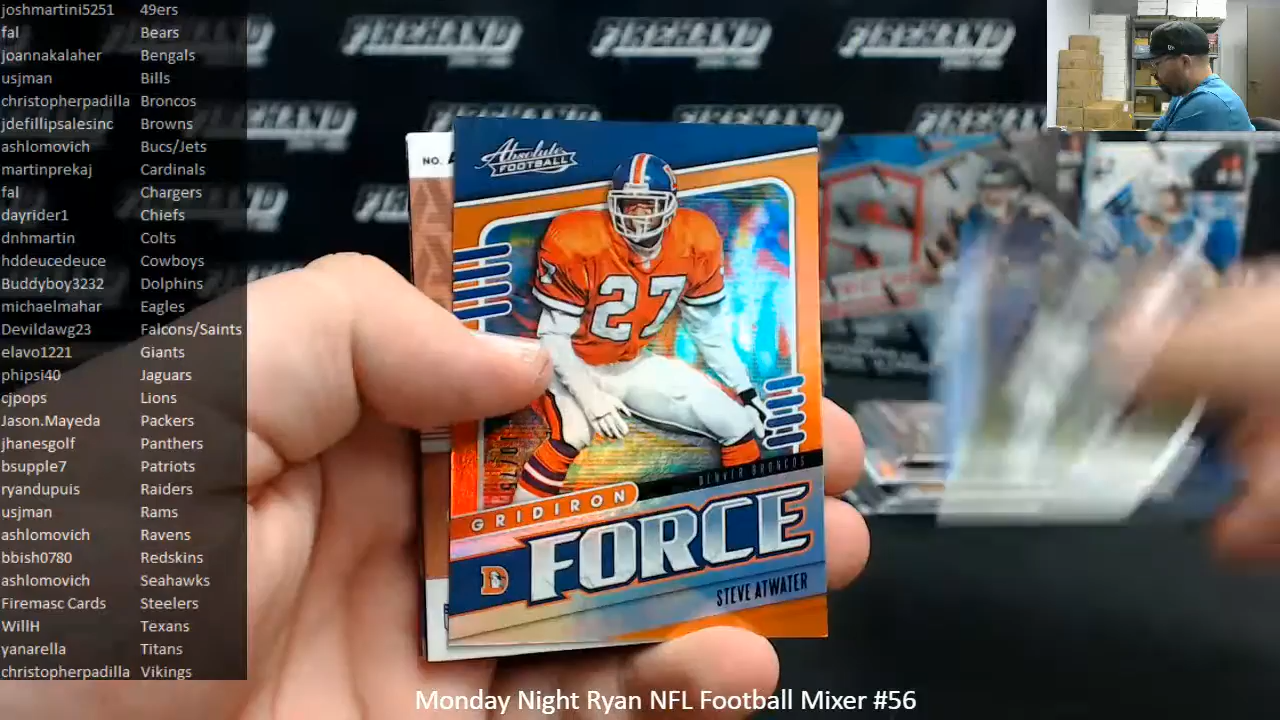 joshmartini5251 49ers
fal Bears
joannakalaher Bengals
usjman Bills
christopherpadilla Broncos
jdefillipsalesinc Browns
ashlomovich Bucs/Jets
martinprekaj Cardinals
fal Chargers
dayrider1 Chiefs
dnhmartin Colts
hddeucedeuce Cowboys
Buddyboy3232 Dolphins
michaelmahar Eagles
Devildawg23 Falcons/Saints
elavo1221 Giants
phipsi40 Jaguars
cjpops Lions
Jason.Mayeda Packers
jhanesgolf Panthers
bsupple7 Patriots
ryandupuis Raiders
usjman Rams
ashlomovich Ravens
bbish0780 Redskins
ashlomovich Seahawks
Firemasc Cards Steelers
WillH Texans
yanarella Titans
christopherpadilla Vikings
NO.
Absolute
FOOTBALL
27
DENVER BRONCOS
GRIDIRON
FORCE
D
STEVE ATWATER
Monday Night Ryan NFL Football Mixer #56